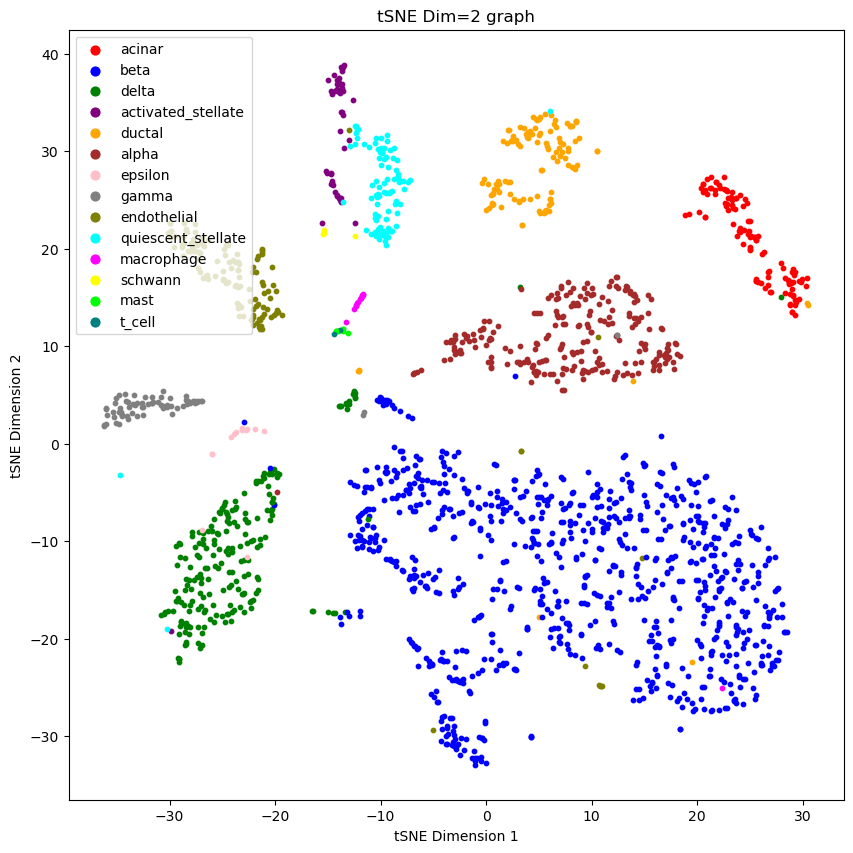 tSNE Dim=2 graph
acinar
beta
delta
activated_stellate
ductal
alpha
epsilon
gamma
endothelial
quiescent_stellate
macrophage
schwann
mast
t_cell
40
30
20
10
0
−10
−20
−30
tSNE Dimension 2
−30
−20
−10
0
10
20
30
tSNE Dimension 1